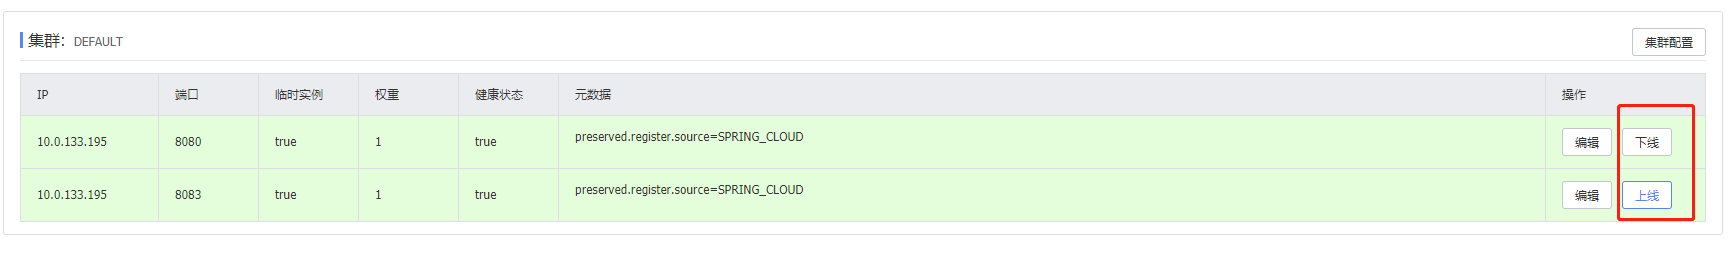 集群： DEFAULT
集群配置
IP 端口 临时实例 权重 健康状态 元数据 操作
10.0.133.195 8080 true 1 true preserved.register.source=SPRING_CLOUD 编辑 下线
10.0.133.195 8083 true 1 true preserved.register.source=SPRING_CLOUD 编辑 上线